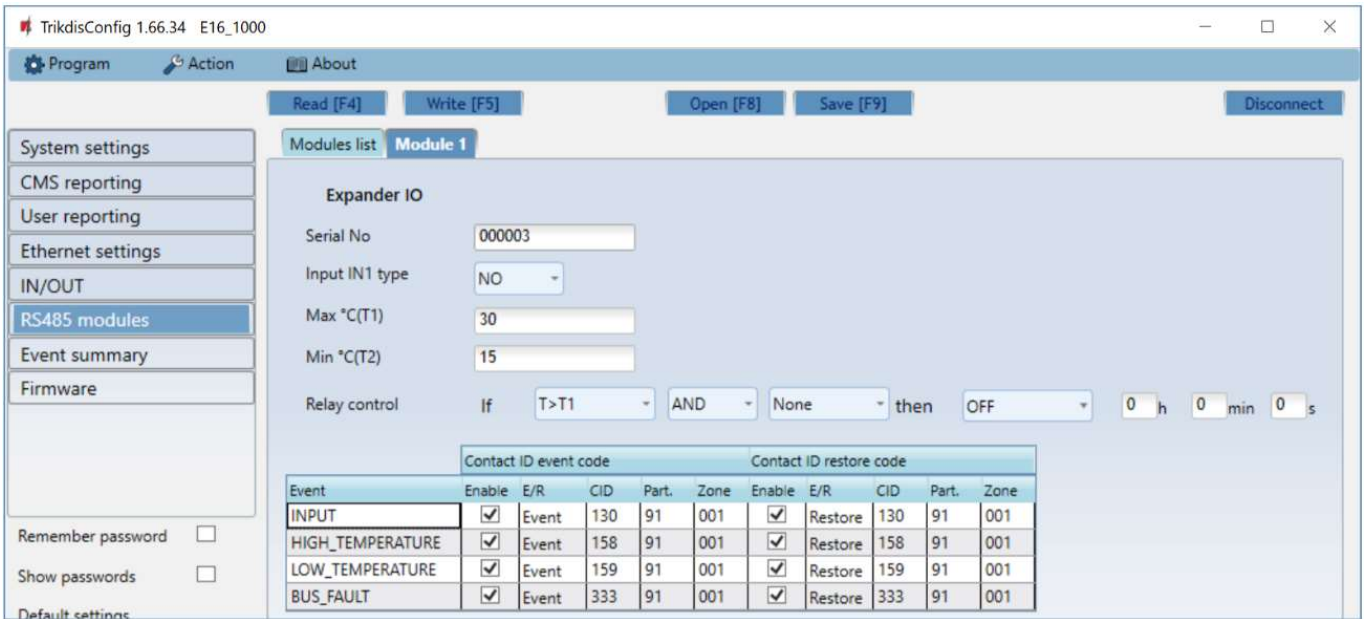 TrikdisConfig 1.66.34 E16_1000
Program Action About
Read [F4] Write [F5] Open [F8] Save [F9] Disconnect
System settings
CMS reporting
User reporting
Ethernet settings
IN/OUT
RS485 modules
Event summary
Firmware
Remember password
Show passwords
Default settings
Modules list Module 1
Expander IO
Serial No 000003
Input IN1 type NO
Max °C(T1) 30
Min °C(T2) 15
Relay control If T>T1 AND None then OFF 0 h 0 min 0 s
Contact ID event code Contact ID restore code
Event Enable E/R CID Part. Zone Enable E/R CID Part. Zone
INPUT Event 130 91 001 Restore 130 91 001
HIGH_TEMPERATURE Event 158 91 001 Restore 158 91 001
LOW_TEMPERATURE Event 159 91 001 Restore 159 91 001
BUS_FAULT Event 333 91 001 Restore 333 91 001